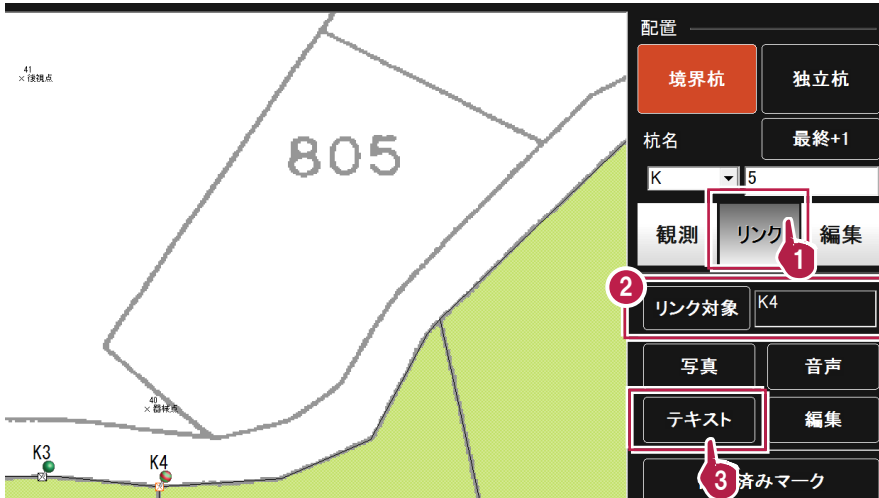 41
後視点
805
40
器械点
K3
K4
配置
境界杭
独立杭
杭名
最終+1
K
5
観測
リンク
編集
1
2
リンク対象
K4
写真
音声
テキスト
編集
3
済みマーク